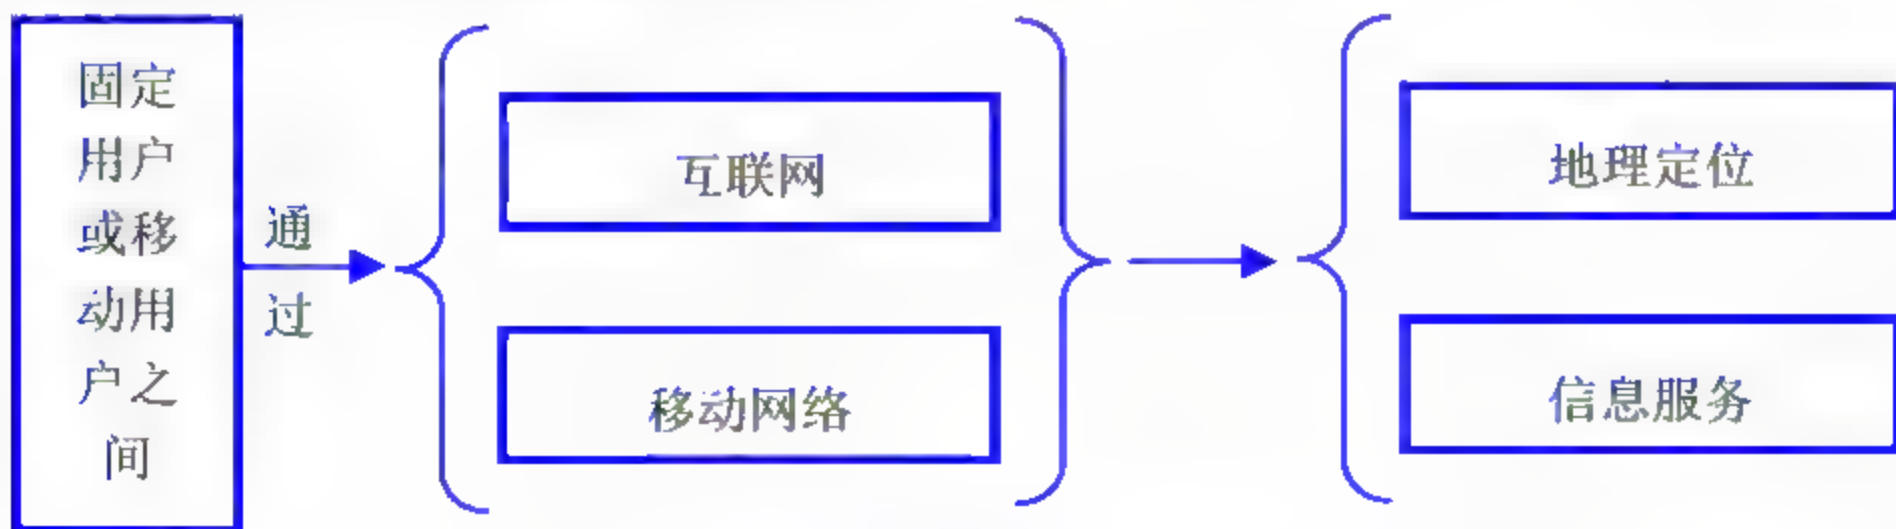 固定
用户
或移
动用
户之
间
通
过
互联网
移动网络
地理定位
信息服务